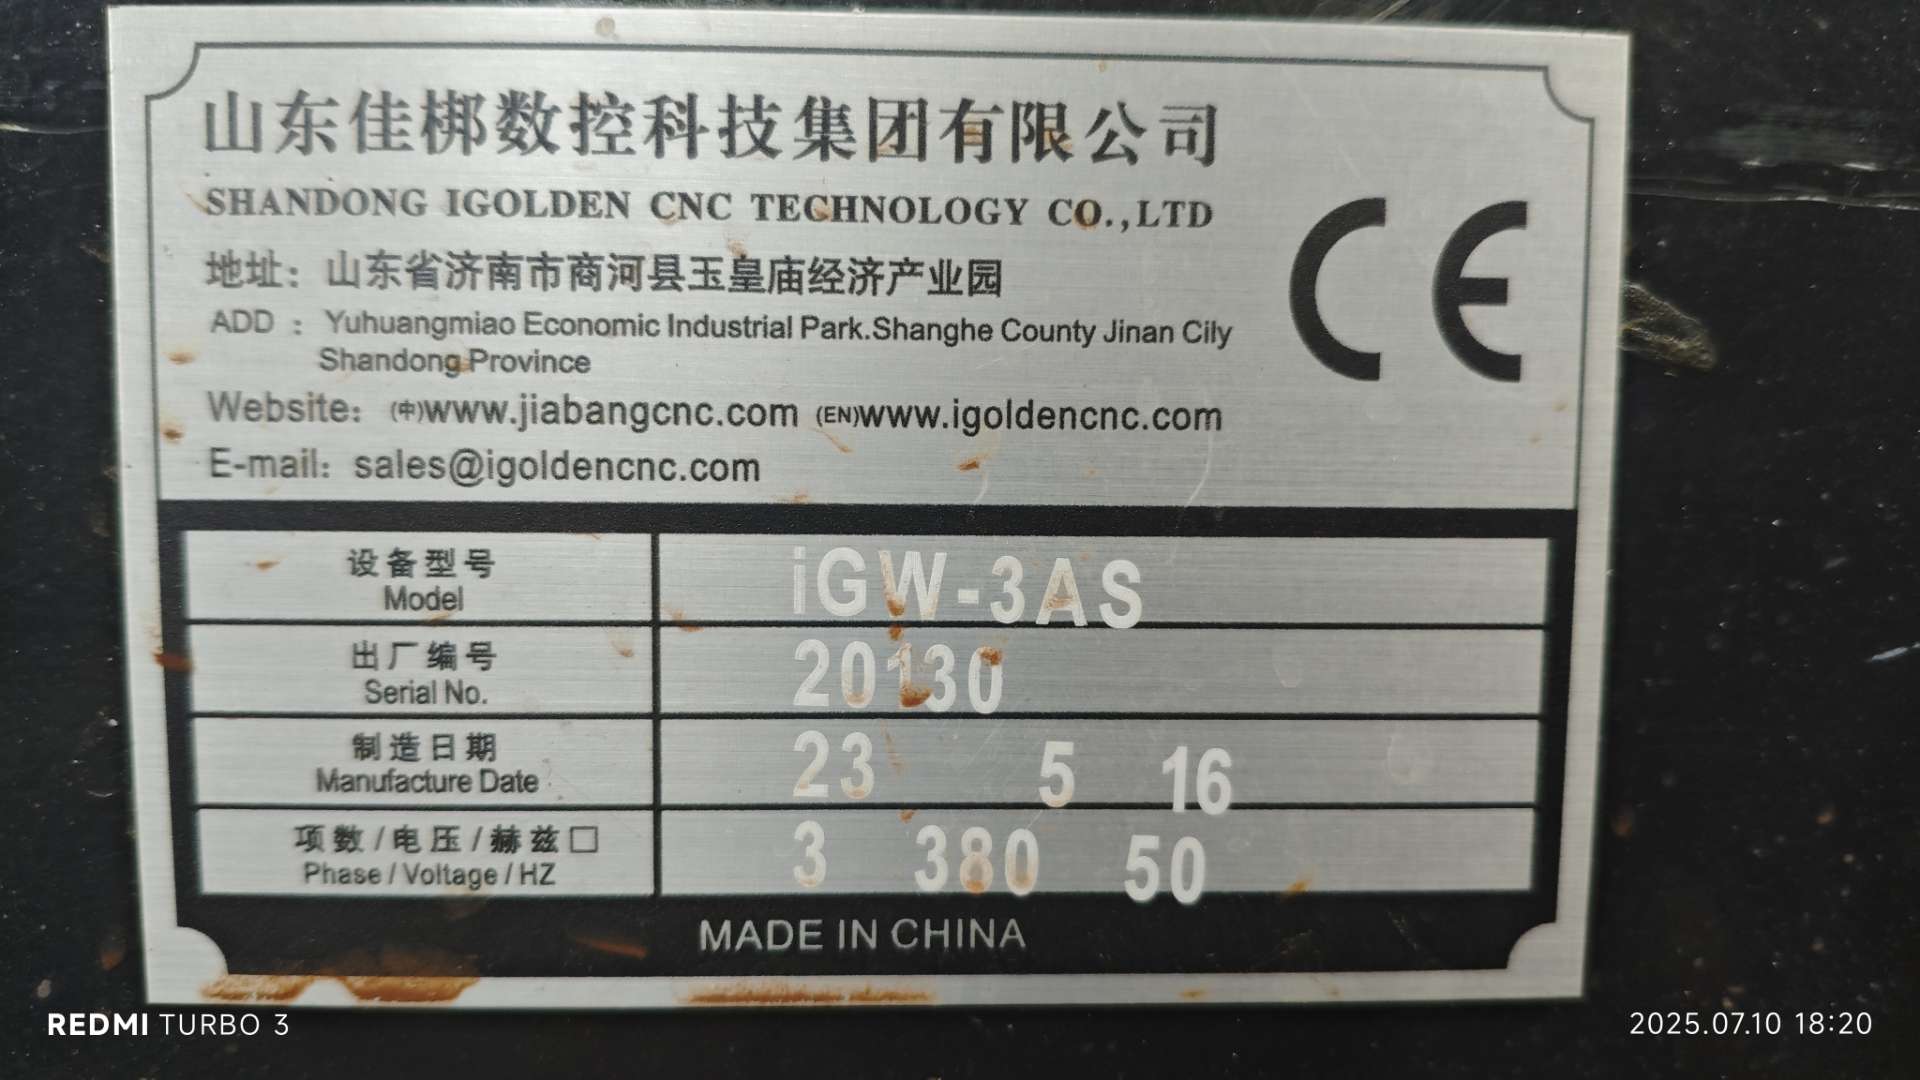 山东佳梆数控科技集团有限公司
SHANDONG IGOLDEN CNC TECHNOLOGY CO.,LTD
地址：山东省济南市商河县玉皇庙经济产业园
ADD : Yuhuangmiao Economic Industrial Park.Shanghe County Jinan Cily
Shandong Province
Website: (中)www.jiabangcnc.com (EN)www.igoldencnc.com
E-mail: sales@igoldencnc.com
CE
设备型号 iGW-3AS
Model
出厂编号 20130
Serial No.
制造日期 23 5 16
Manufacture Date
项数/电压/赫兹□ 3 380 50
Phase / Voltage / HZ
MADE IN CHINA
REDMI TURBO 3
2025.07.10 18:20